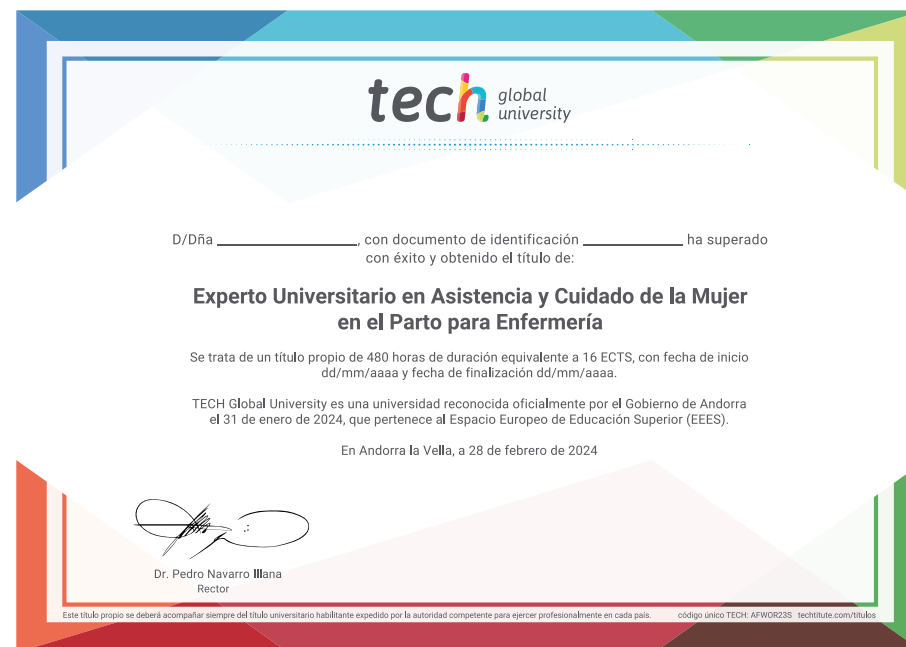 tech global university
D/Dña ____________________, con documento de identificación ______________ ha superado
con éxito y obtenido el título de:
Experto Universitario en Asistencia y Cuidado de la Mujer
en el Parto para Enfermería
Se trata de un título propio de 480 horas de duración equivalente a 16 ECTS, con fecha de inicio
dd/mm/aaaa y fecha de finalización dd/mm/aaaa.
TECH Global University es una universidad reconocida oficialmente por el Gobierno de Andorra
el 31 de enero de 2024, que pertenece al Espacio Europeo de Educación Superior (EEES).
En Andorra la Vella, a 28 de febrero de 2024
Dr. Pedro Navarro Illana
Rector
Este título propio se deberá acompañar siempre del título universitario habilitante expedido por la autoridad competente para ejercer profesionalmente en cada país. código único TECH: AFWOR23S techtitute.com/titulos